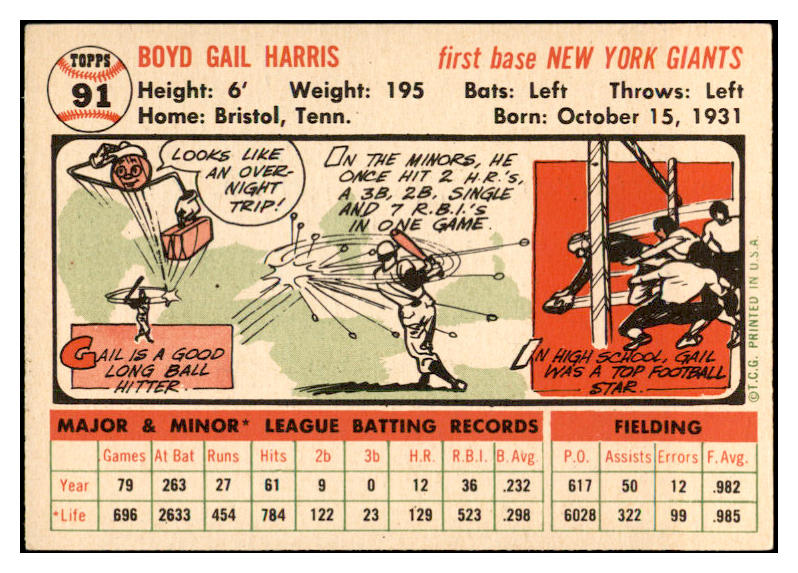 TOPPS
91
BOYD GAIL HARRIS first base NEW YORK GIANTS
Height: 6' Weight: 195 Bats: Left Throws: Left
Home: Bristol, Tenn. Born: October 15, 1931
LOOKS LIKE
AN OVER-
NIGHT
TRIP!
GAIL IS A GOOD
LONG BALL
HITTER.
IN THE MINORS, HE
ONCE HIT 2 H.R.'s,
A 3B, 2B, SINGLE
AND 7 R.B.I.'s
IN ONE GAME.
IN HIGH SCHOOL, GAIL
WAS A TOP FOOTBALL
STAR.
©T.C.G. PRINTED IN U.S.A.
MAJOR & MINOR* LEAGUE BATTING RECORDS FIELDING
Games At Bat Runs Hits 2b 3b H.R. R.B.I. B. Avg. P.O. Assists Errors F. Avg.
Year 79 263 27 61 9 0 12 36 .232 617 50 12 .982
*Life 696 2633 454 784 122 23 129 523 .298 6028 322 99 .985